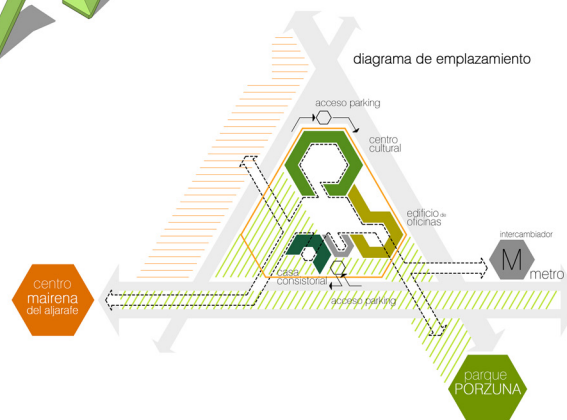 diagrama de emplazamiento
acceso parking
centro
cultural
edificio de
oficinas
intercambiador
M
metro
casa
consistorial
acceso parking
centro
mairena
del aljarafe
parque
PORZUNA